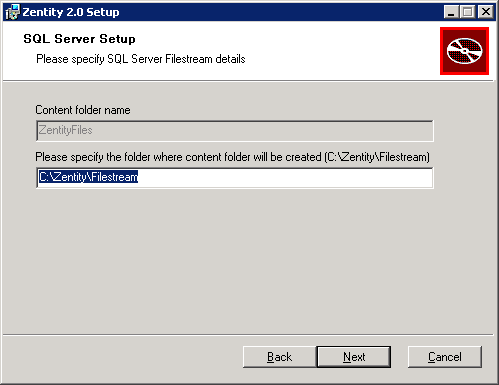 Zentity 2.0 Setup
SQL Server Setup
Please specify SQL Server Filestream details
Content folder name
ZentityFiles
Please specify the folder where content folder will be created (C:\Zentity\Filestream)
C:\Zentity\Filestream
Back Next Cancel